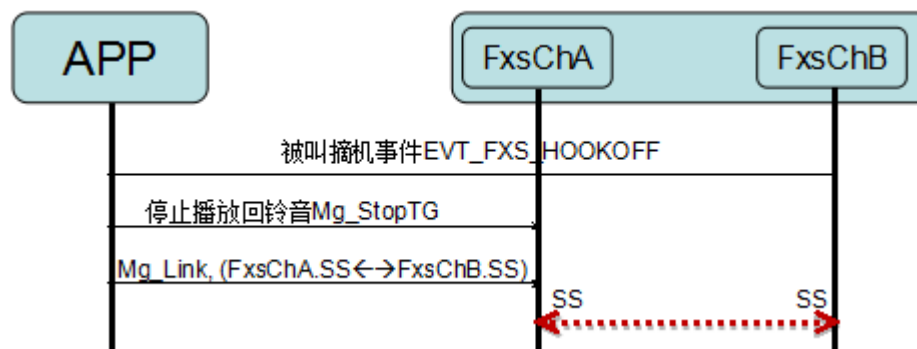 APP
FxsChA
FxsChB
被叫摘机事件EVT_FXS_HOOKOFF
停止播放回铃音Mg_StopTG
Mg_Link, (FxsChA.SS←→FxsChB.SS)
SS
SS